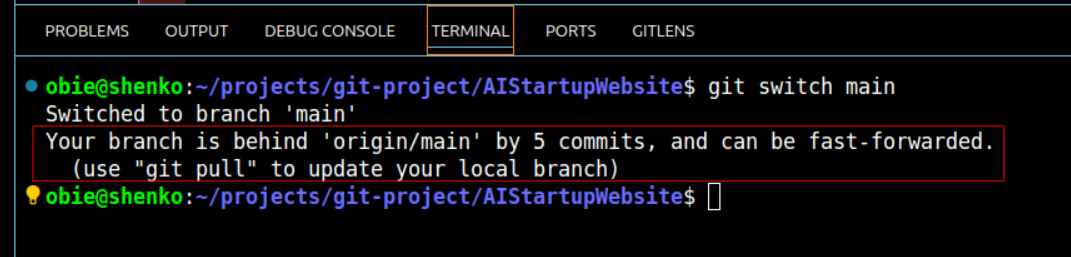 PROBLEMS OUTPUT DEBUG CONSOLE TERMINAL PORTS GITLENS
obie@shenko:~/projects/git-project/AIStartupWebsite$ git switch main
Switched to branch 'main'
Your branch is behind 'origin/main' by 5 commits, and can be fast-forwarded.
  (use "git pull" to update your local branch)
obie@shenko:~/projects/git-project/AIStartupWebsite$